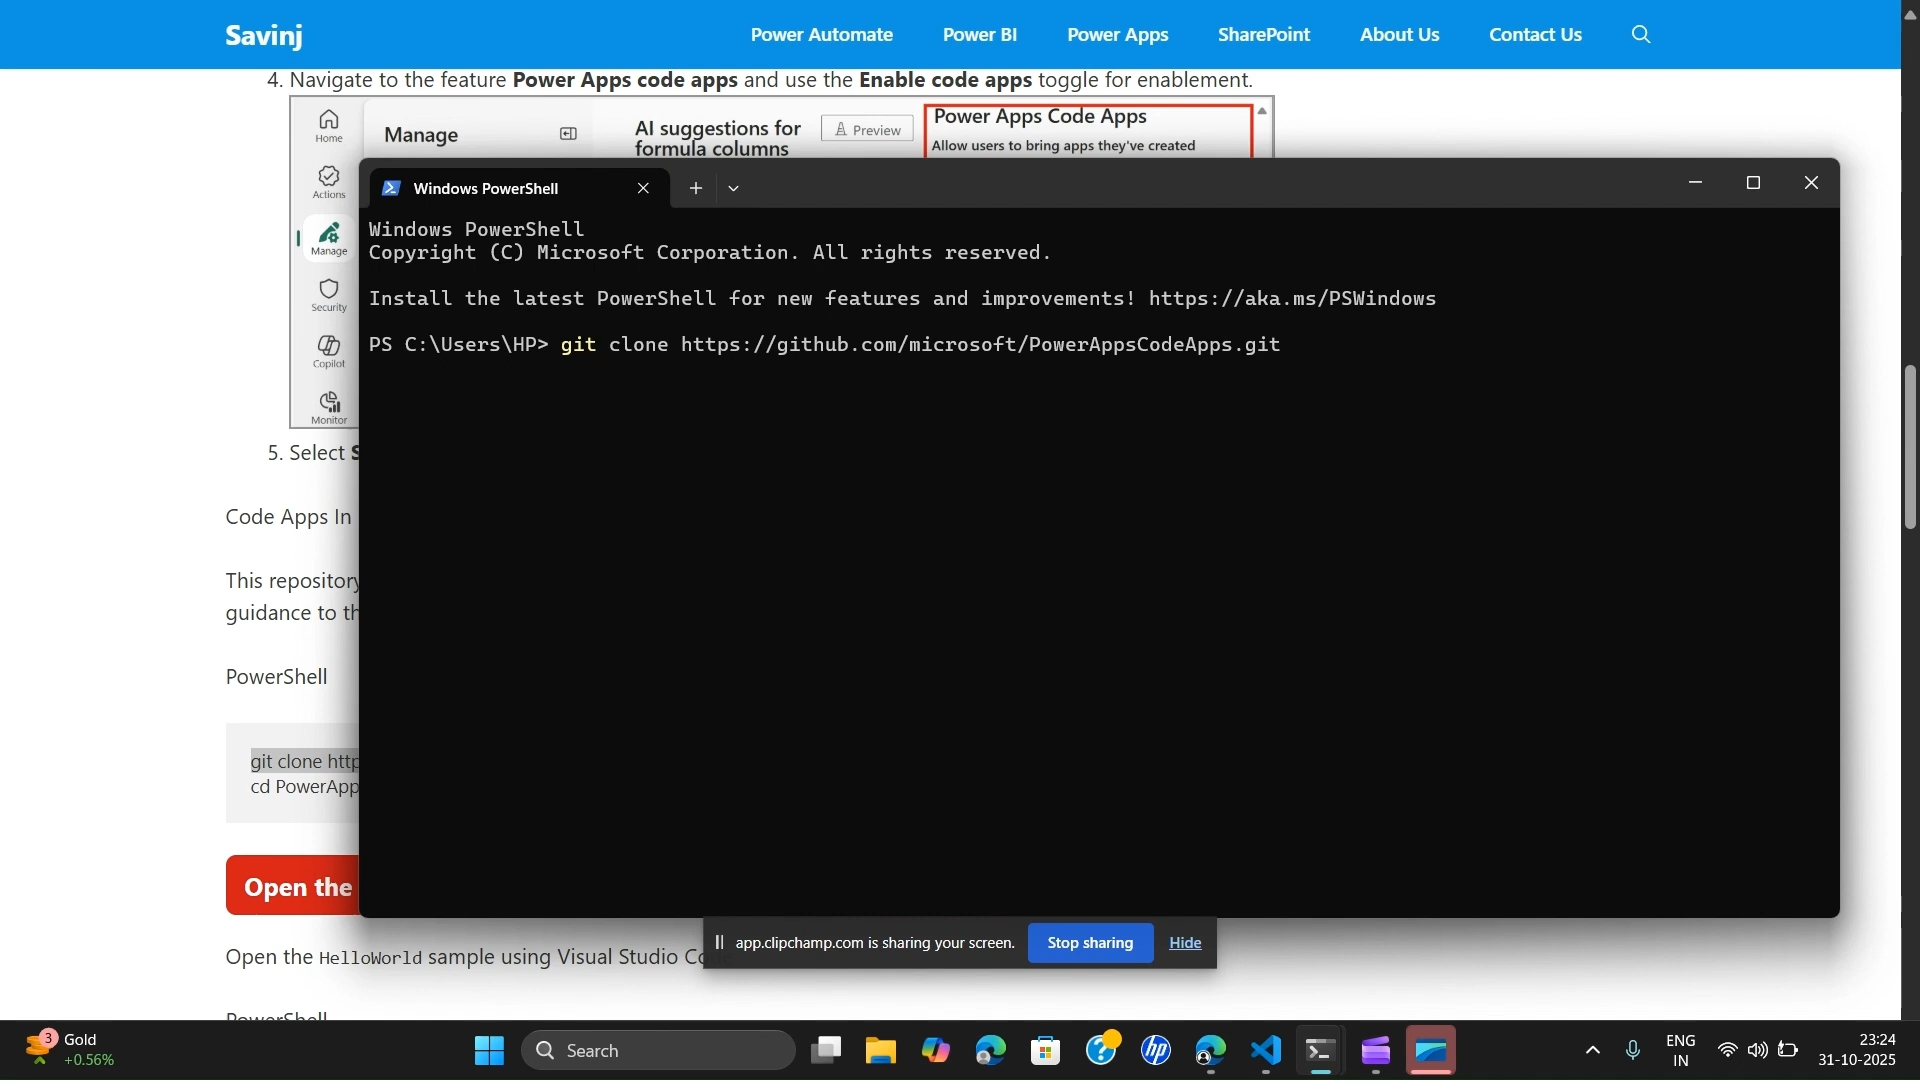 Savinj
Power Automate Power BI Power Apps SharePoint About Us Contact Us
4. Navigate to the feature Power Apps code apps and use the Enable code apps toggle for enablement.
Home
Actions
Manage
Security
Copilot
Monitor
Manage
AI suggestions for
formula columns
Preview
Power Apps Code Apps
Allow users to bring apps they've created
Windows PowerShell
Windows PowerShell
Copyright (C) Microsoft Corporation. All rights reserved.
Install the latest PowerShell for new features and improvements! https://aka.ms/PSWindows
PS C:\Users\HP> git clone https://github.com/microsoft/PowerAppsCodeApps.git
5. Select
Code Apps In
This repository
guidance to th
PowerShell
git clone http
cd PowerApp
Open the
Open the HelloWorld sample using Visual Studio Co
PowerShell
app.clipchamp.com is sharing your screen. Stop sharing Hide
3 Gold
+0.56%
Search
hp
ENG
IN
23:24
31-10-2025